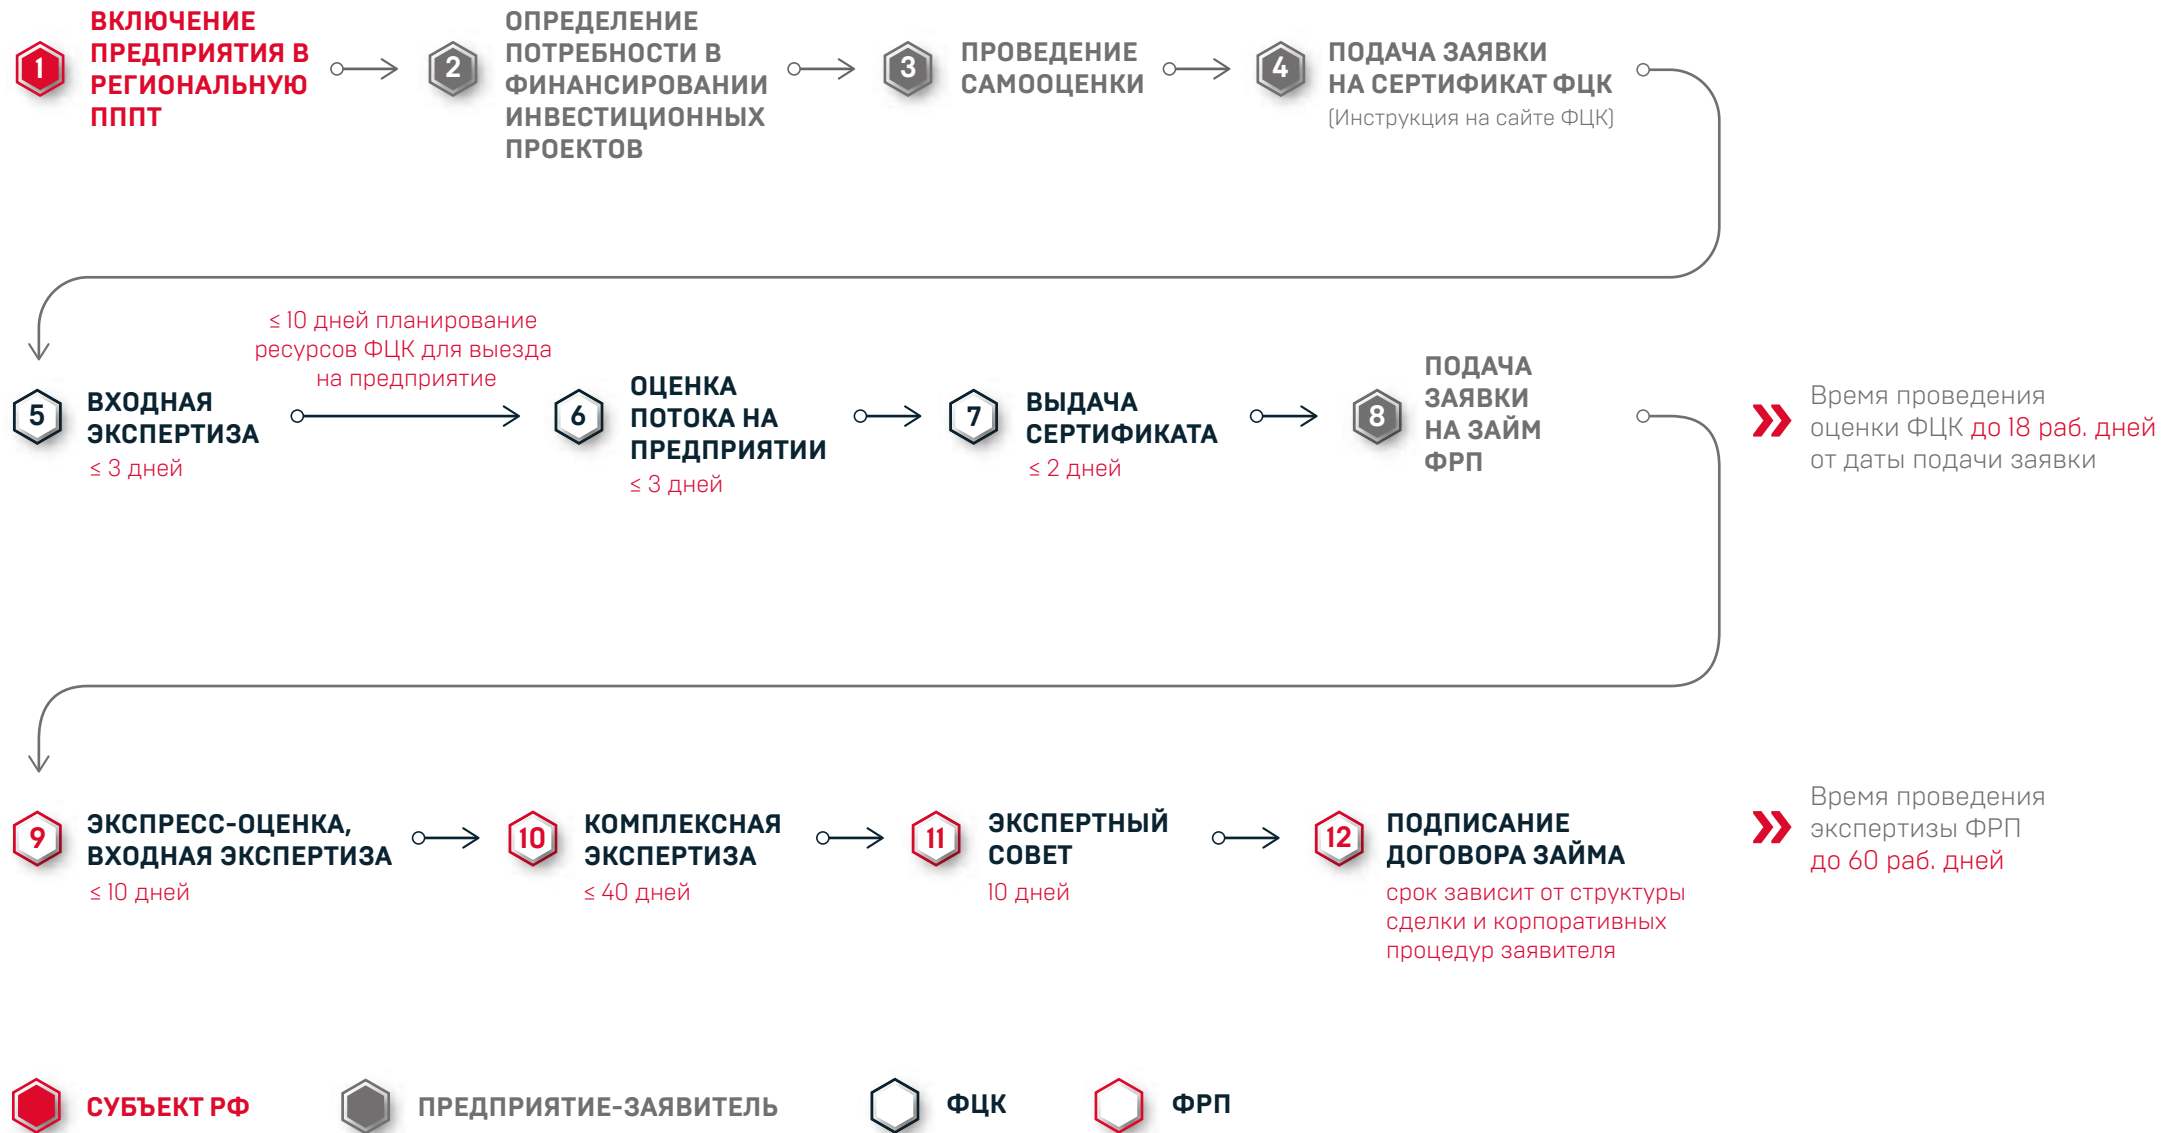 1
ВКЛЮЧЕНИЕ
ПРЕДПРИЯТИЯ В
РЕГИОНАЛЬНУЮ
ПППТ
2
ОПРЕДЕЛЕНИЕ
ПОТРЕБНОСТИ В
ФИНАНСИРОВАНИИ
ИНВЕСТИЦИОННЫХ
ПРОЕКТОВ
3
ПРОВЕДЕНИЕ
САМООЦЕНКИ
4
ПОДАЧА ЗАЯВКИ
НА СЕРТИФИКАТ ФЦК
(Инструкция на сайте ФЦК)
5
ВХОДНАЯ
ЭКСПЕРТИЗА
≤ 3 дней
≤ 10 дней планирование
ресурсов ФЦК для выезда
на предприятие
6
ОЦЕНКА
ПОТОКА НА
ПРЕДПРИЯТИИ
≤ 3 дней
7
ВЫДАЧА
СЕРТИФИКАТА
≤ 2 дней
8
ПОДАЧА
ЗАЯВКИ
НА ЗАЙМ
ФРП
Время проведения
оценки ФЦК до 18 раб. дней
от даты подачи заявки
9
ЭКСПРЕСС-ОЦЕНКА,
ВХОДНАЯ ЭКСПЕРТИЗА
≤ 10 дней
10
КОМПЛЕКСНАЯ
ЭКСПЕРТИЗА
≤ 40 дней
11
ЭКСПЕРТНЫЙ
СОВЕТ
10 дней
12
ПОДПИСАНИЕ
ДОГОВОРА ЗАЙМА
срок зависит от структуры
сделки и корпоративных
процедур заявителя
Время проведения
экспертизы ФРП
до 60 раб. дней
СУБЪЕКТ РФ
ПРЕДПРИЯТИЕ-ЗАЯВИТЕЛЬ
ФЦК
ФРП